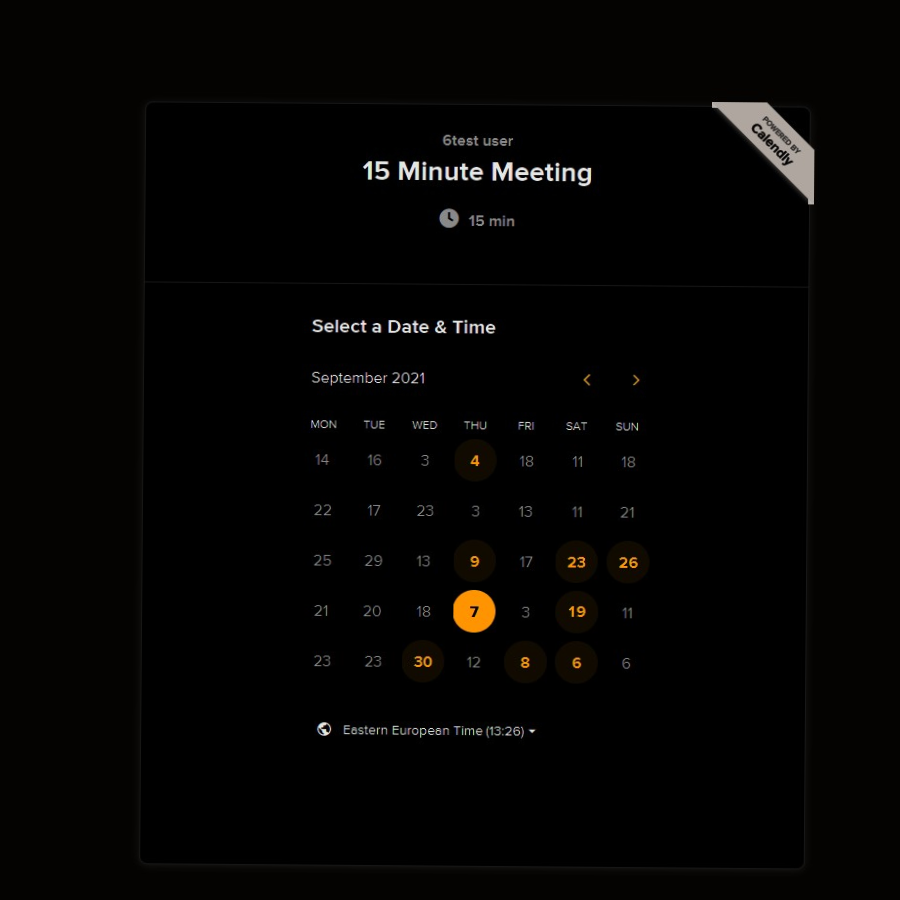 POWERED BY
Calendly
6test user
15 Minute Meeting
15 min
Select a Date & Time
September 2021
MON TUE WED THU FRI SAT SUN
14 16 3 4 18 11 18
22 17 23 3 13 11 21
25 29 13 9 17 23 26
21 20 18 7 3 19 11
23 23 30 12 8 6 6
Eastern European Time (13:26)